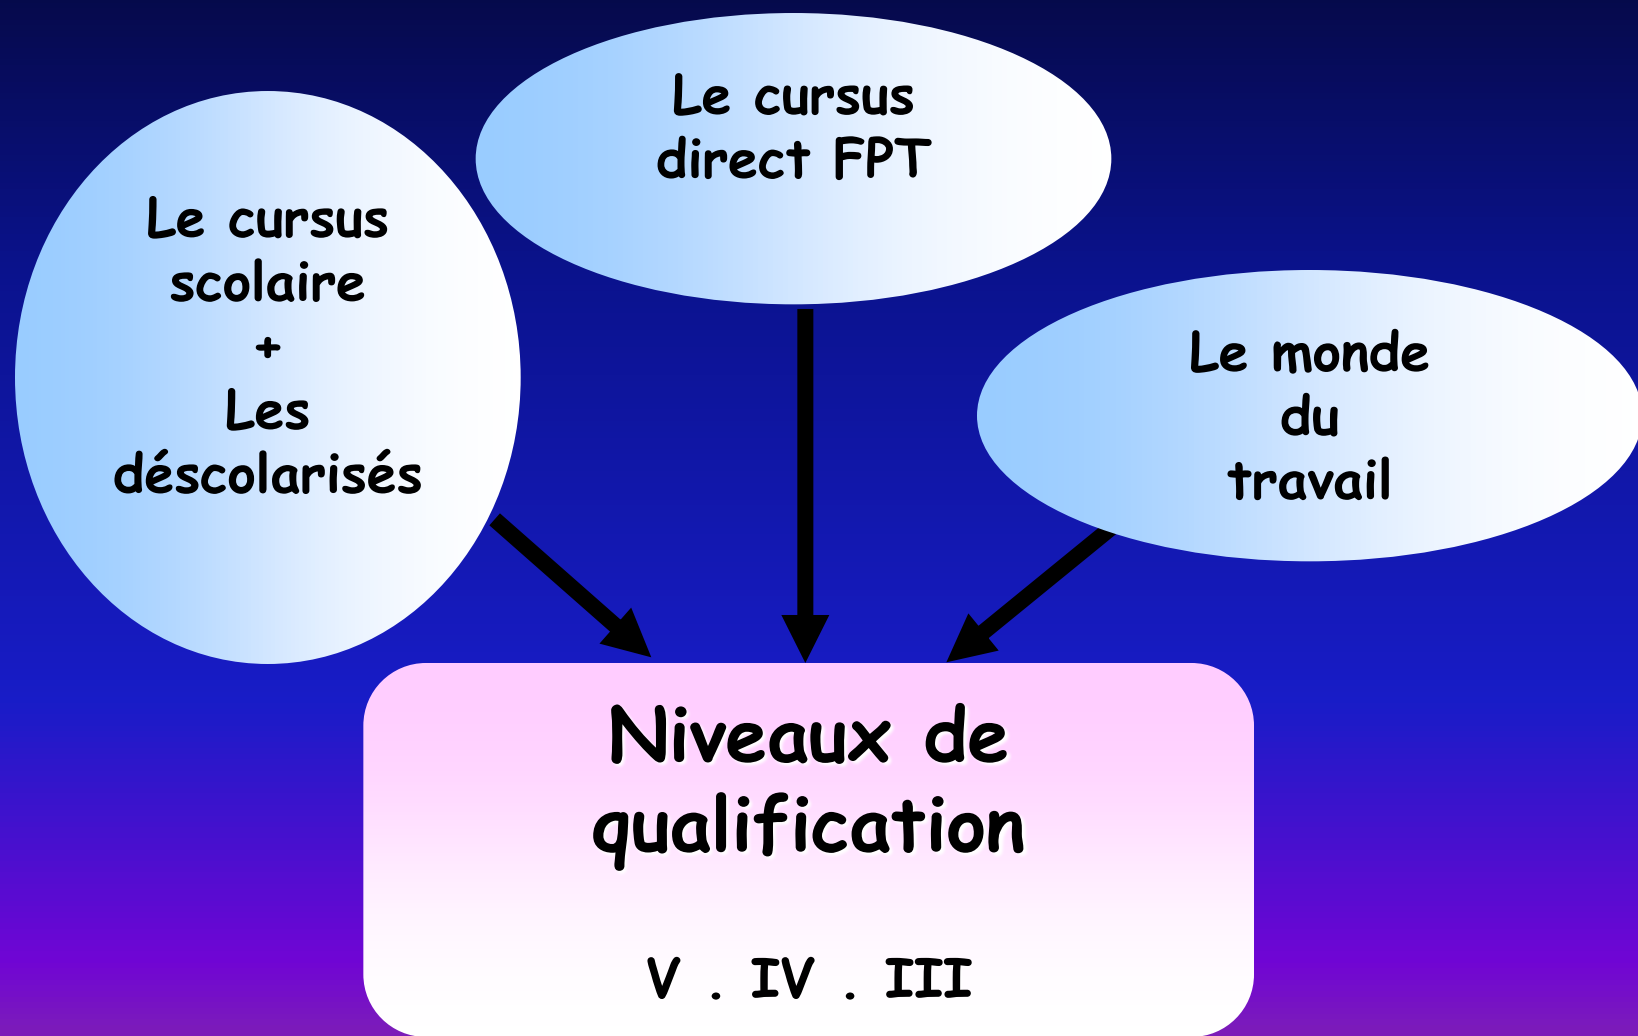 Le cursus
direct FPT
Le cursus
scolaire
+
Les
déscolarisés
Le monde
du
travail
Niveaux de
qualification
V . IV . III